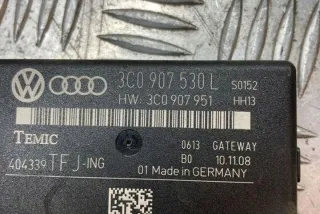 3C0 907 530 L S0152
HW: 3C0 907 951 HH13
TEMIC 0613 GATEWAY
404339 TFJ-ING B0 10.11.08
01 Made in GERMANY